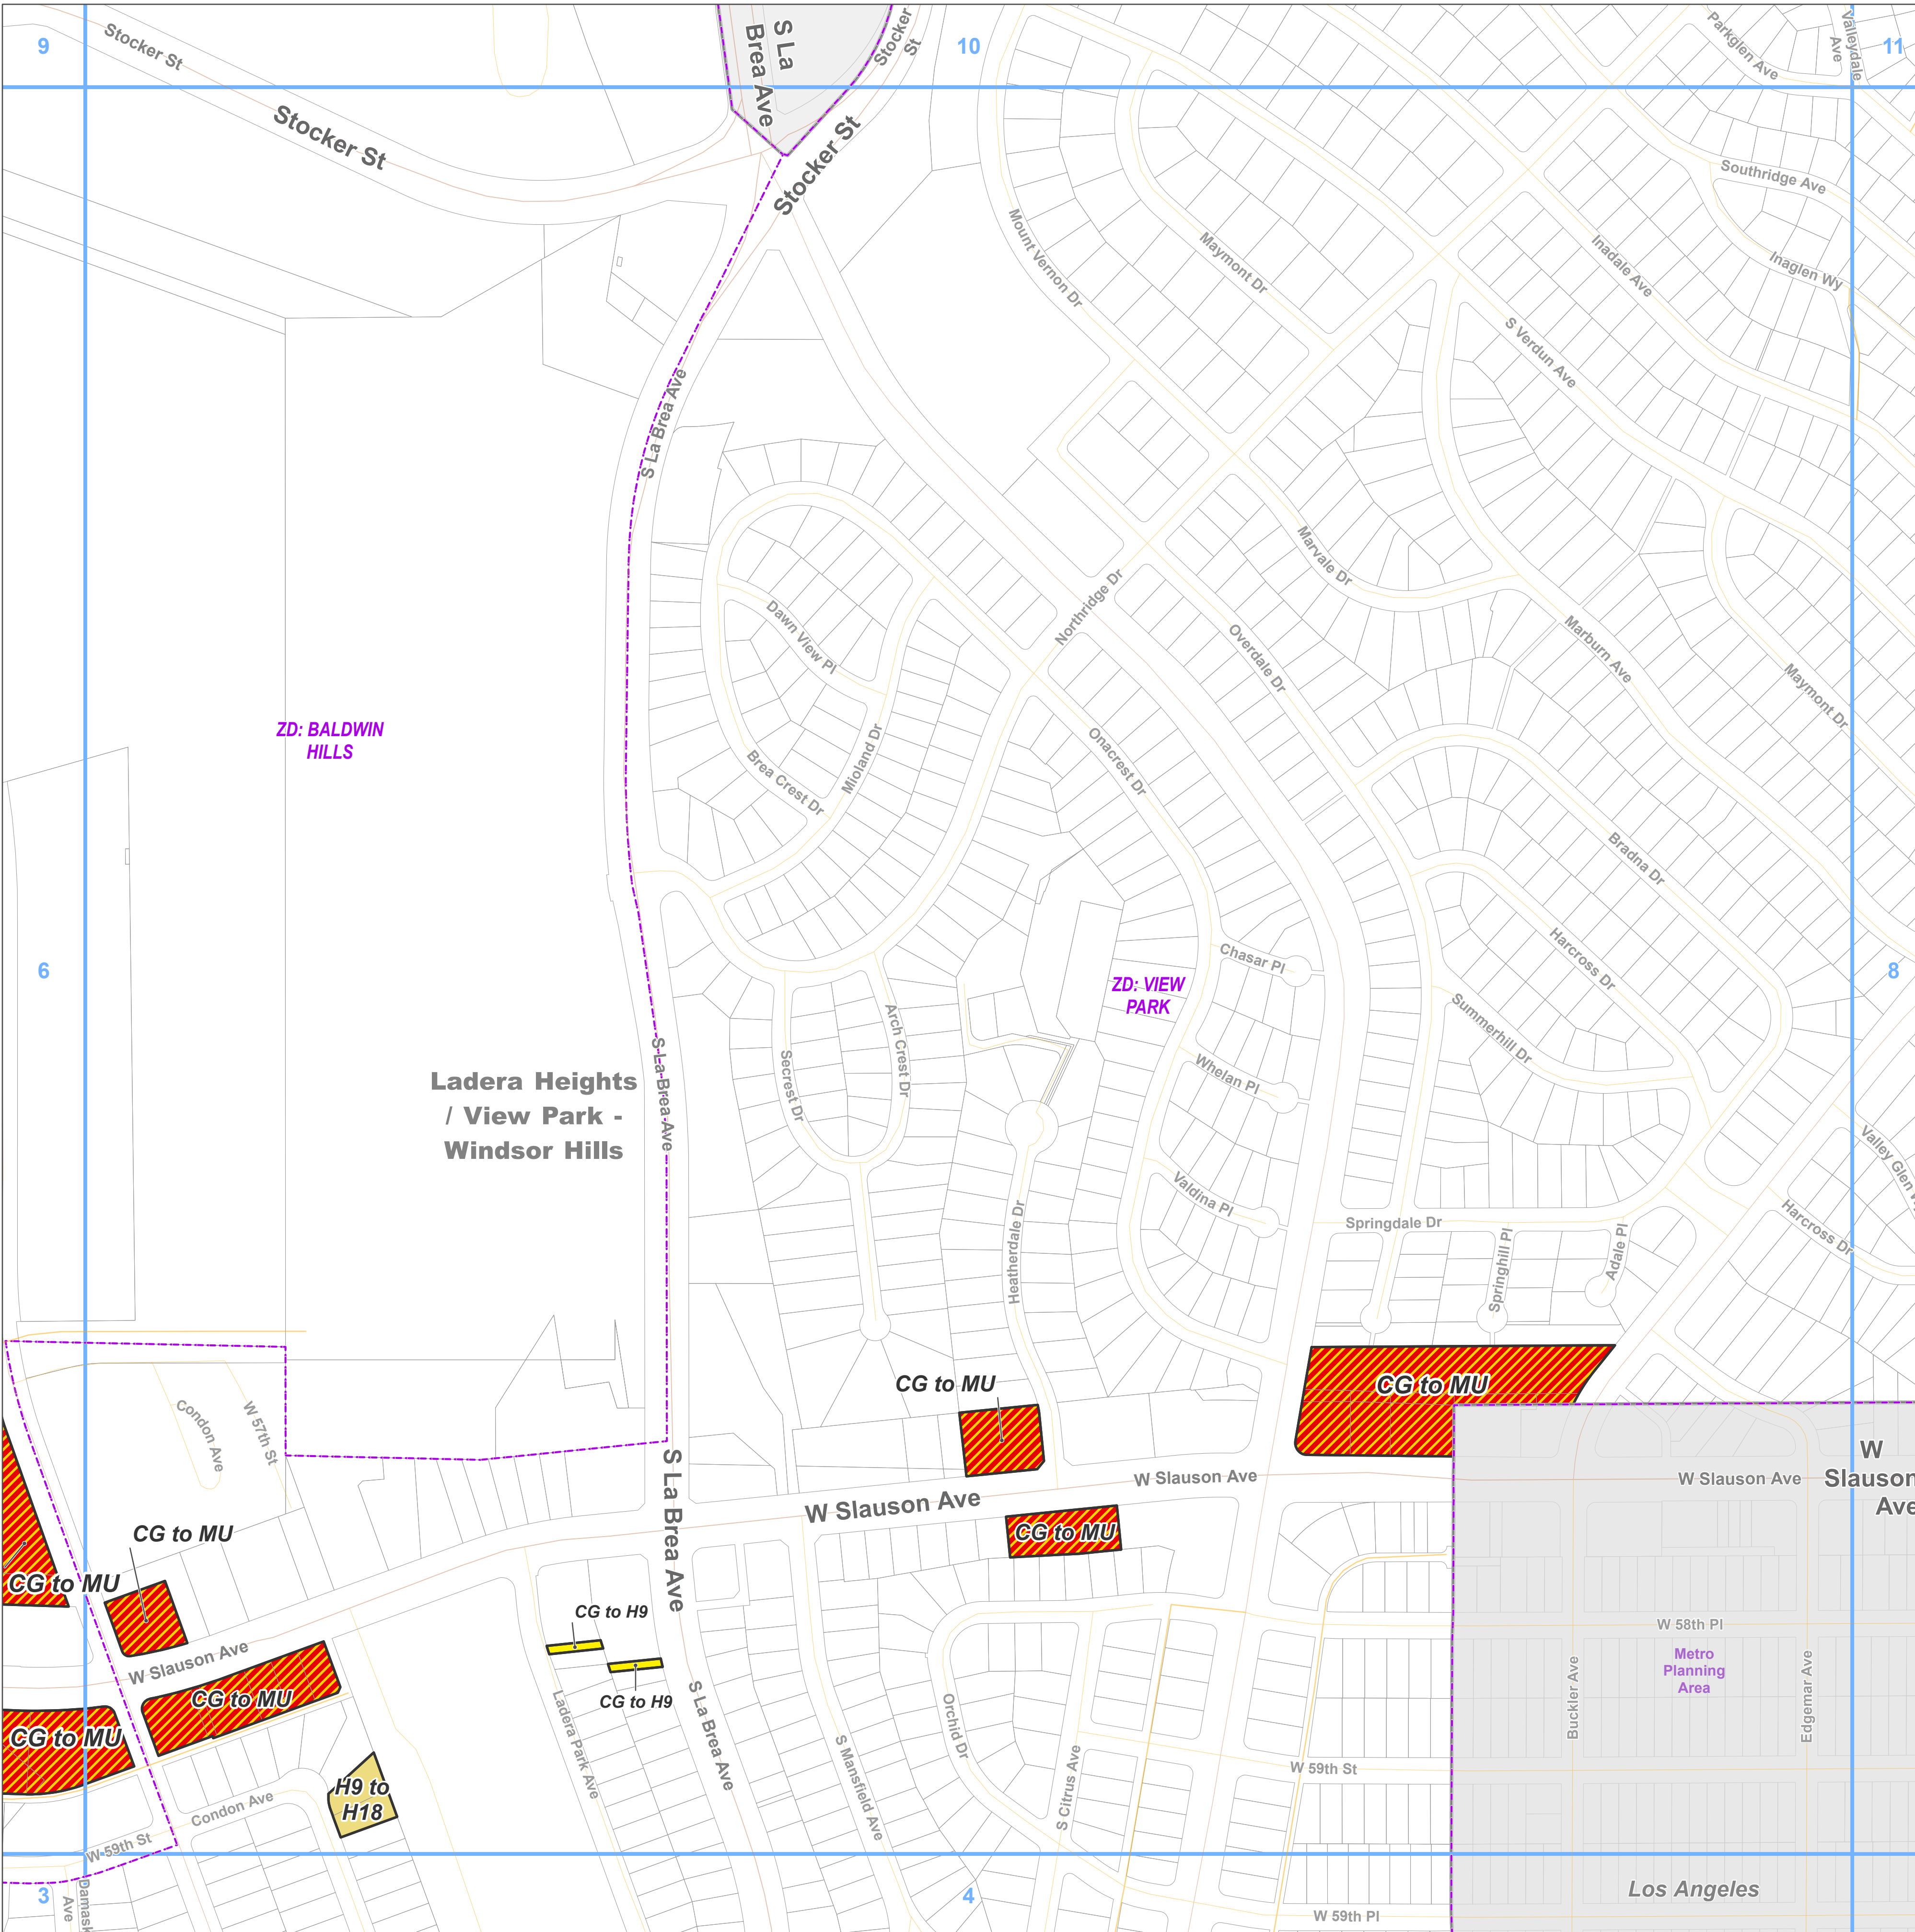 9
10
11
Stocker St
S La
Brea Ave
Stocker
St
Parkglen Ave
Valleydale
Ave
Stocker St
Stocker St
Southridge Ave
Mount Vernon Dr
Maymont Dr
Inadale Ave
Inaglen Wy
S Verdun Ave
S La Brea Ave
Marvale Dr
Northridge Dr
Dawn View Pl
Overdale Dr
Marburn Ave
Maymont Dr
ZD: BALDWIN
HILLS
Mioland Dr
Brea Crest Dr
Onacrest Dr
Bradna Dr
6
8
Chasar Pl
Harcross Dr
ZD: VIEW
PARK
Summerhill Dr
Arch Crest Dr
Secrest Dr
S La Brea Ave
Whelan Pl
Ladera Heights
/ View Park -
Windsor Hills
Valley Glen
Valdina Pl
Heatherdale Dr
Springdale Dr
Springhill Pl
Adale Pl
Harcross Dr
CG to MU
CG to MU
Condon Ave
W 57th St
S La Brea Ave
W Slauson Ave
W Slauson Ave
W Slauson Ave
W
Slauson
Ave
CG to MU
CG to MU
CG to MU
CG to H9
CG to H9
W Slauson Ave
CG to MU
CG to MU
W 58th Pl
Metro
Planning
Area
Buckler Ave
Edgemar Ave
Ladera Park Ave
S La Brea Ave
S Mansfield Ave
Orchid Dr
S Citrus Ave
W 59th St
H9 to
H18
Condon Ave
W 59th St
Damask
Ave
3
4
Los Angeles
W 59th Pl